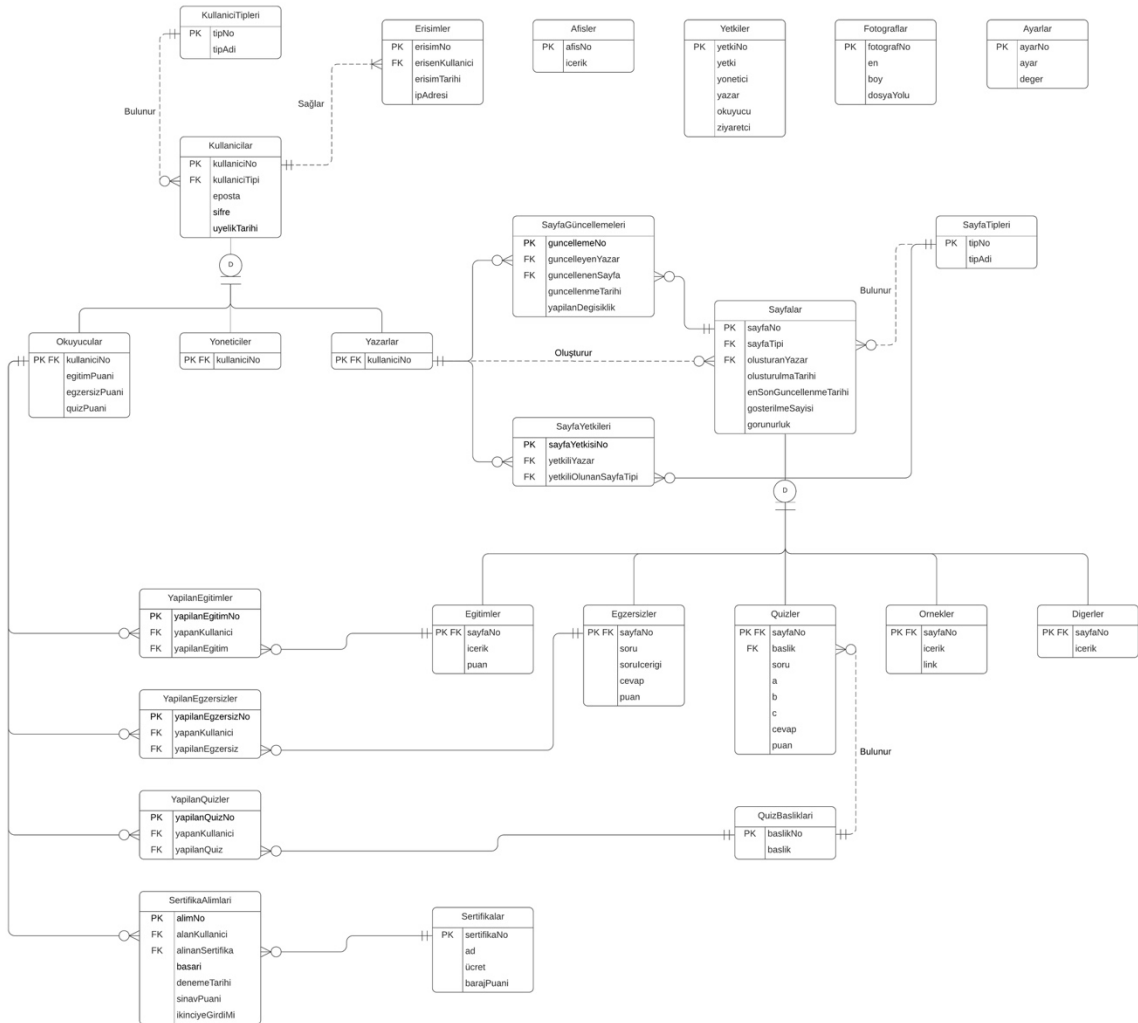 KullaniciTipleri
PK tipNo
tipAdi
Erisimler
PK erisimNo
FK erisenKullanici
erisimTarihi
ipAdresi
Afisler
PK afisNo
icerik
Yetkiler
PK yetkiNo
yetki
yonetici
yazar
okuyucu
ziyaretci
Fotograflar
PK fotografNo
en
boy
dosyaYolu
Ayarlar
PK ayarNo
ayar
deger
Bulunur
Sağlar
Kullanicilar
PK kullaniciNo
FK kullaniciTipi
eposta
sifre
uyelikTarihi
D
SayfaGüncellemeleri
PK guncellemeNo
FK guncelleyenYazar
FK guncellenenSayfa
guncellenmeTarihi
yapilanDegisiklik
SayfaTipleri
PK tipNo
tipAdi
Bulunur
Sayfalar
PK sayfaNo
FK sayfaTipi
FK olusturanYazar
olusturulmaTarihi
enSonGuncellenmeTarihi
gosterilmeSayisi
gorunurluk
Okuyucular
PK FK kullaniciNo
egitimPuani
egzersizPuani
quizPuani
Yoneticiler
PK FK kullaniciNo
Yazarlar
PK FK kullaniciNo
Oluşturur
SayfaYetkileri
PK sayfaYetkisiNo
FK yetkiliYazar
FK yetkiliOlunanSayfaTipi
D
YapilanEgitimler
PK yapilanEgitimNo
FK yapanKullanici
FK yapilanEgitim
Egitimler
PK FK sayfaNo
icerik
puan
Egzersizler
PK FK sayfaNo
soru
soruIcerigi
cevap
puan
Quizler
PK FK sayfaNo
FK baslik
soru
a
b
c
cevap
puan
Ornekler
PK FK sayfaNo
icerik
link
Digerler
PK FK sayfaNo
icerik
YapilanEgzersizler
PK yapilanEgzersizNo
FK yapanKullanici
FK yapilanEgzersiz
Bulunur
YapilanQuizler
PK yapilanQuizNo
FK yapanKullanici
FK yapilanQuiz
QuizBasliklari
PK baslikNo
baslik
SertifikaAlimlari
PK alimNo
FK alanKullanici
FK alinanSertifika
basari
denemeTarihi
sinavPuani
ikinciyeGirdiMi
Sertifikalar
PK sertifikaNo
ad
ücret
barajPuani